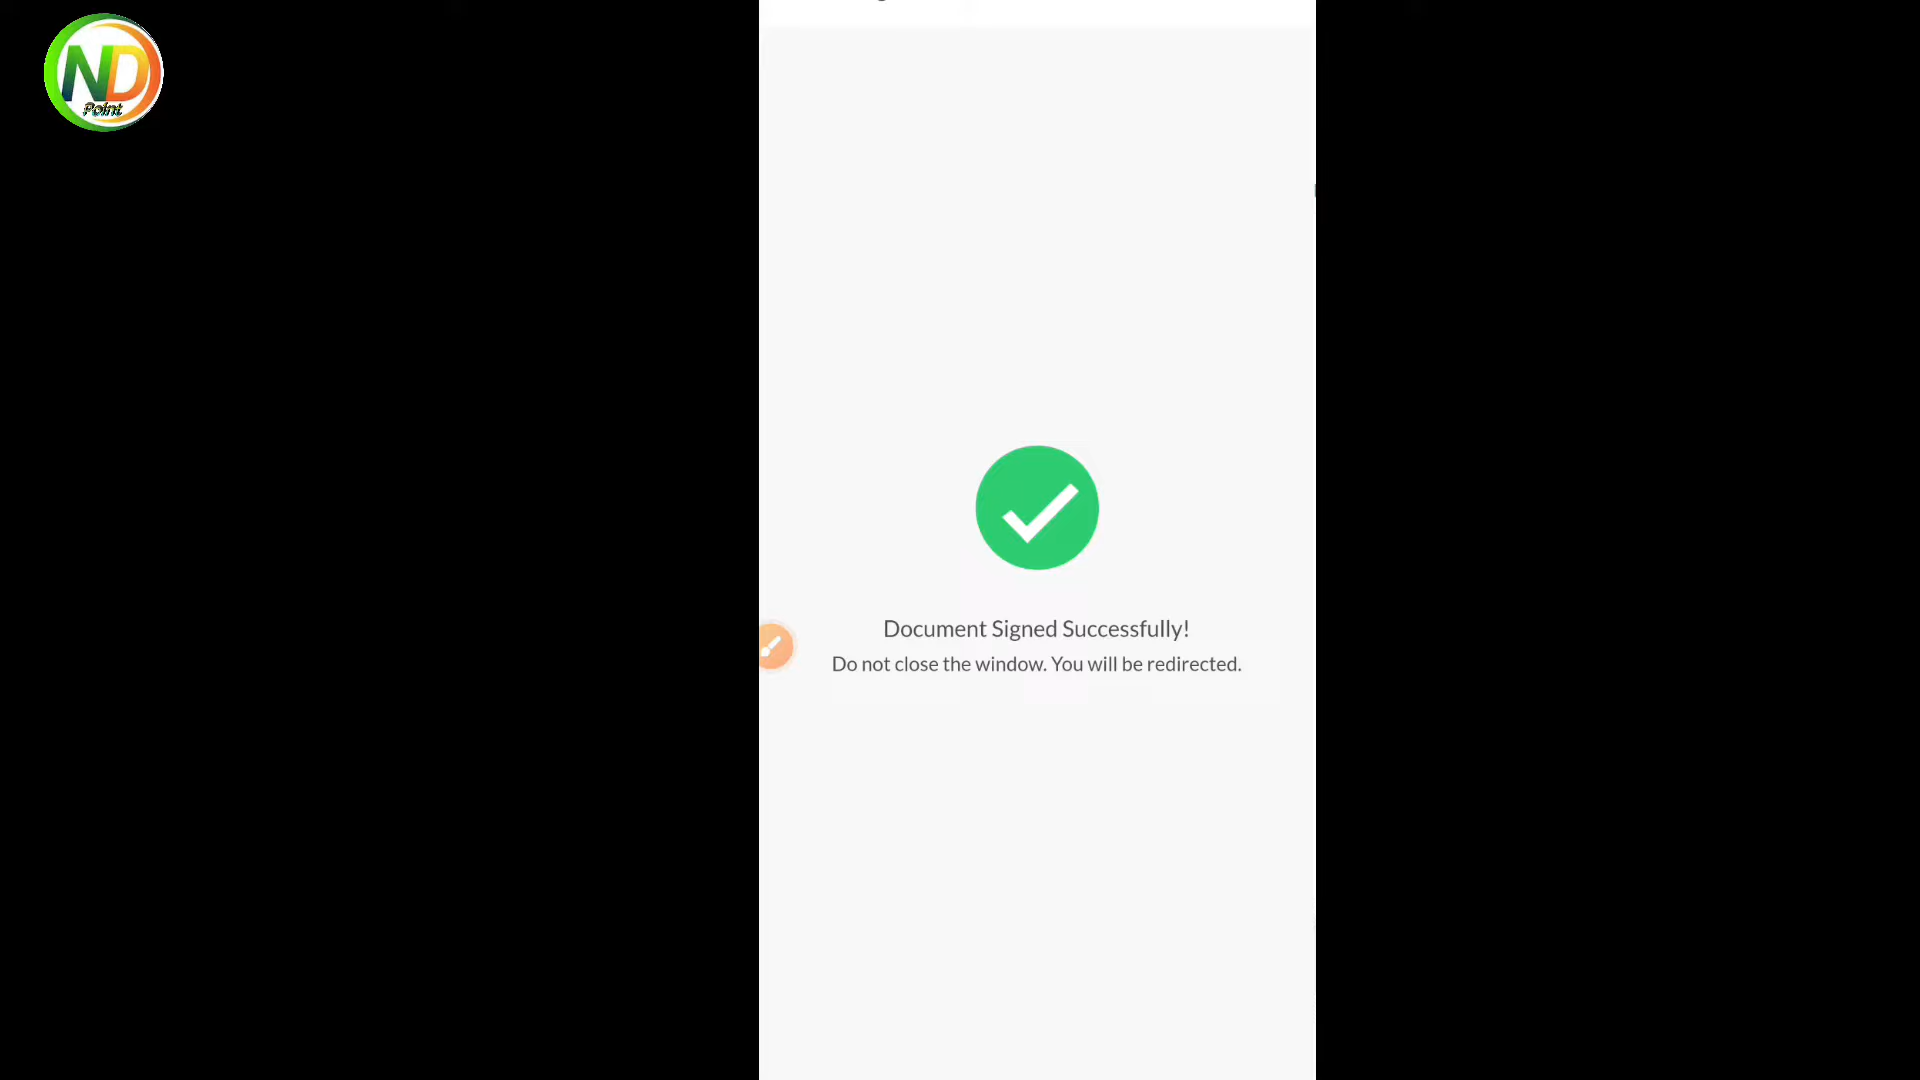 ND
Point
Document Signed Successfully!
Do not close the window. You will be redirected.